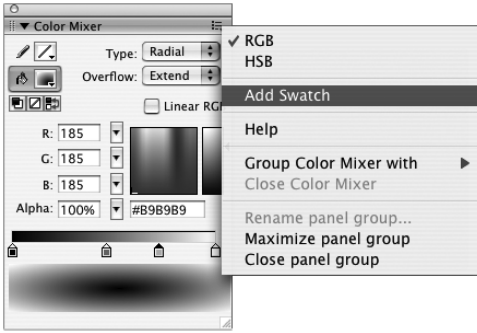 Color Mixer
Type: Radial
Overflow: Extend
Linear RG
R: 185
G: 185
B: 185
Alpha: 100% #B9B9B9
RGB
HSB
Add Swatch
Help
Group Color Mixer with
Close Color Mixer
Rename panel group...
Maximize panel group
Close panel group